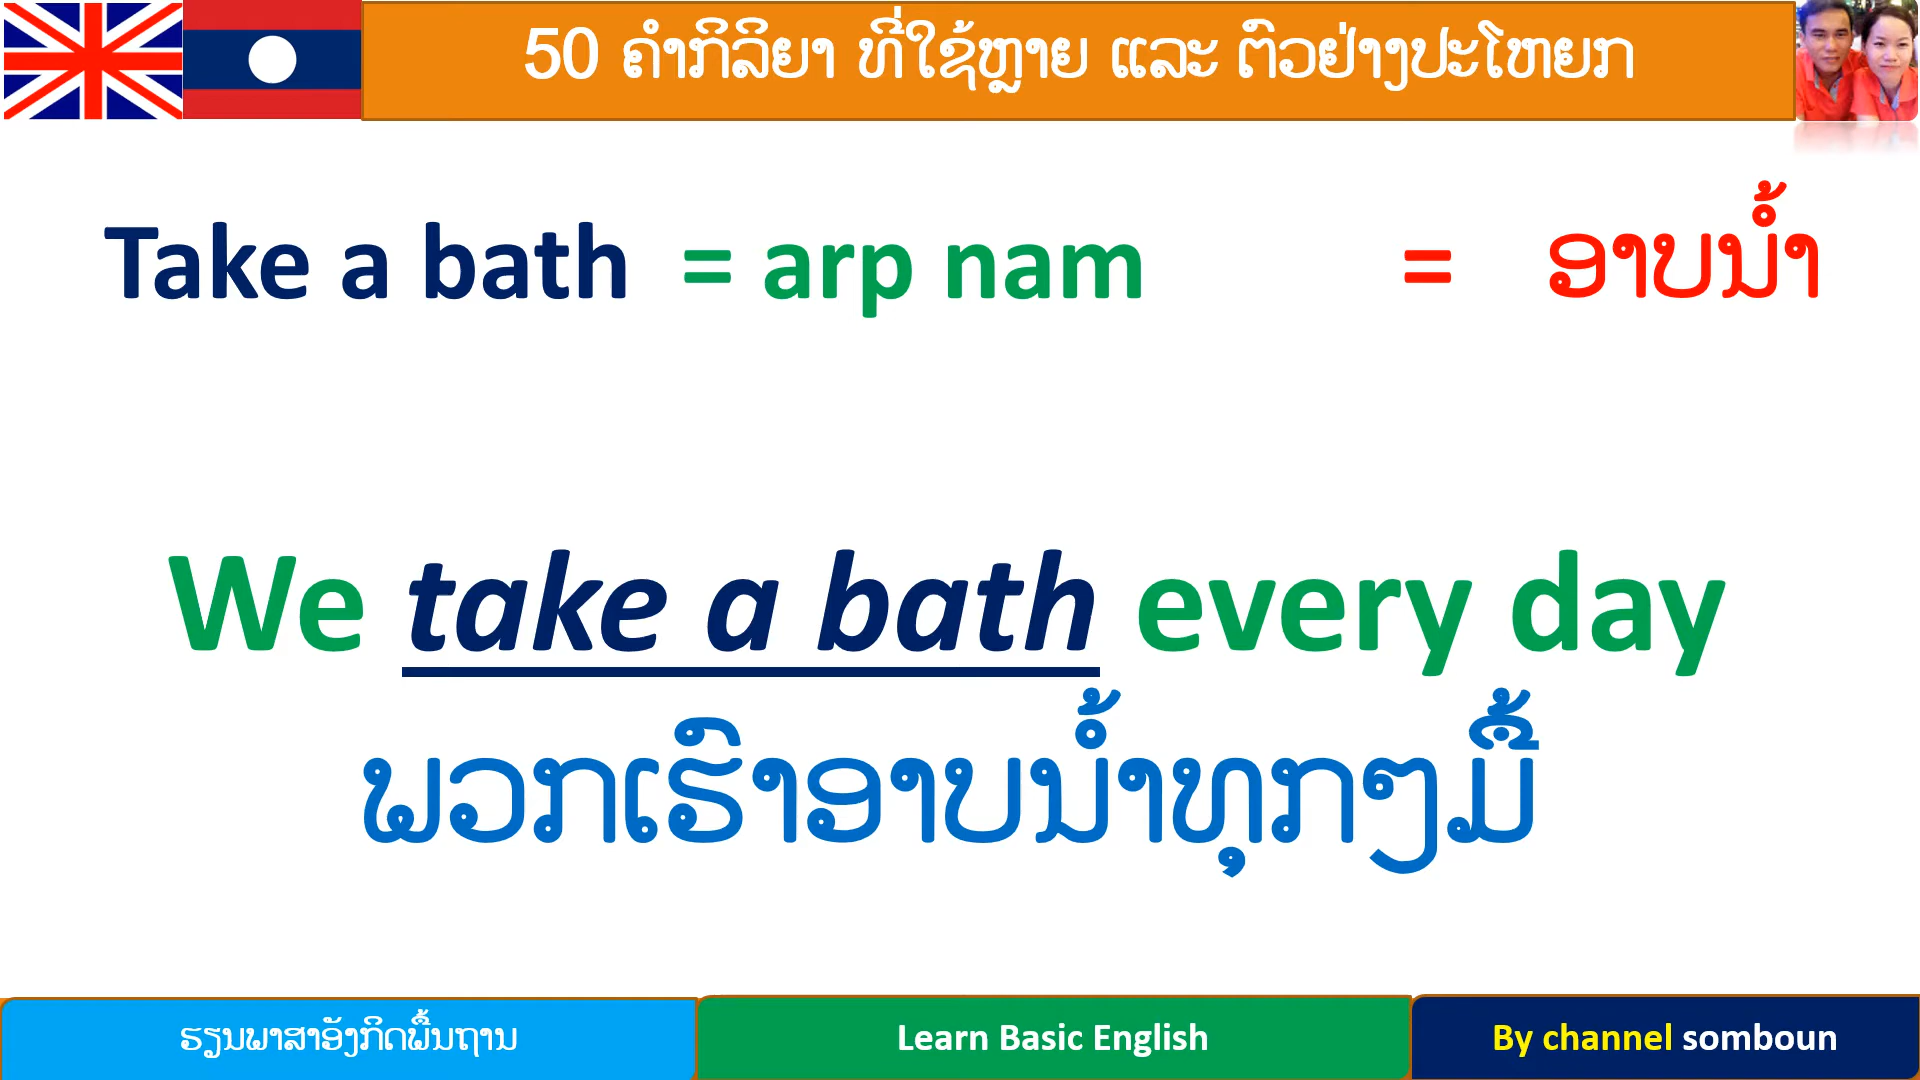 50 ຄຳກິລິຍາ ທີ່ໃຊ້ຫຼາຍ ແລະ ຕົວຢ່າງປະໂຫຍກ
Take a bath = arp nam = ອາບນ້ຳ
We take a bath every day
ພວກເຮົາອາບນ້ຳທຸກໆມື້
ຮຽນພາສາອັງກິດພື້ນຖານ
Learn Basic English
By channel somboun